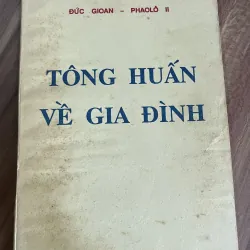 ĐỨC GIOAN - PHAOLÔ II
TÔNG HUẤN
VỀ GIA ĐÌNH